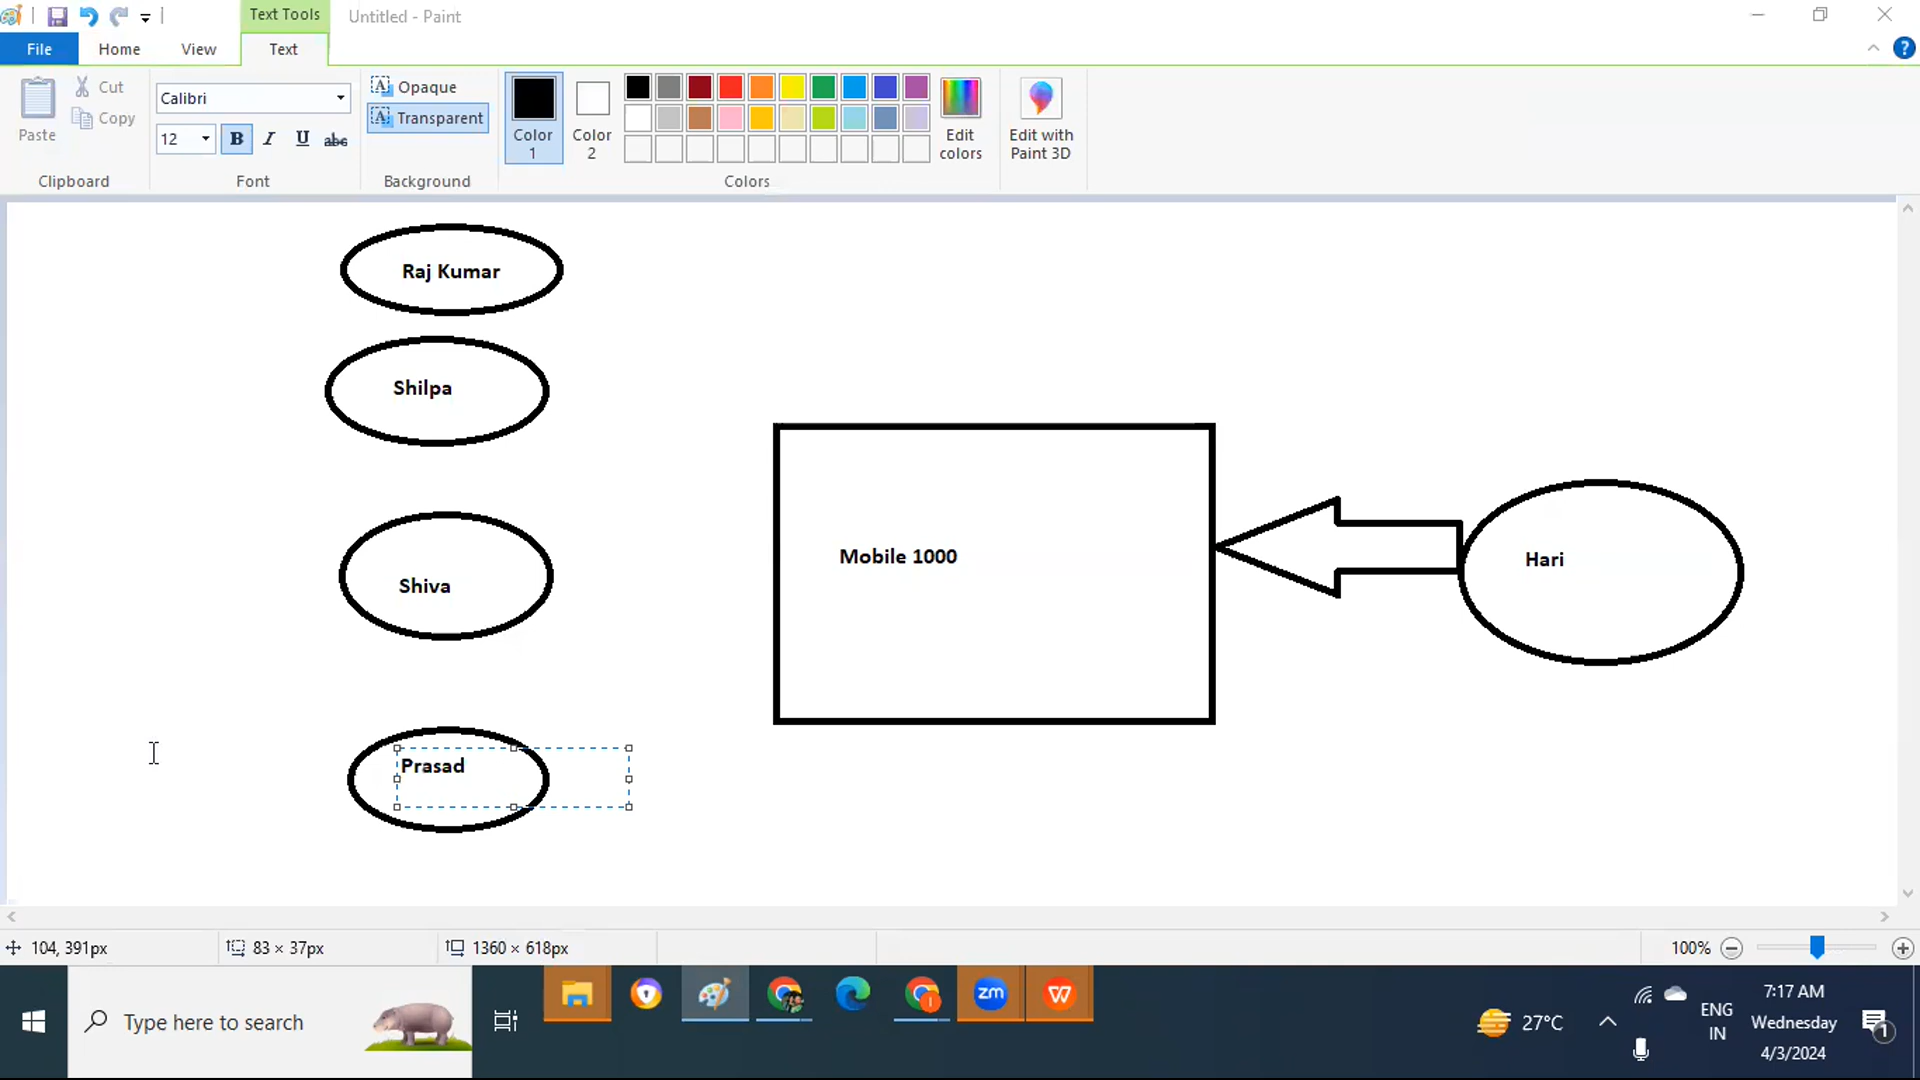 Text Tools
Untitled - Paint
File
Home
View
Text
Paste
Cut
Copy
Clipboard
Calibri
12
B
I
U
abc
Font
Opaque
Transparent
Background
Color
1
Color
2
Edit
colors
Colors
Edit with
Paint 3D
Raj Kumar
Shilpa
Shiva
Prasad
Mobile 1000
Hari
104, 391px
83 × 37px
1360 × 618px
100%
Type here to search
zm
27°C
ENG
IN
7:17 AM
Wednesday
4/3/2024
1